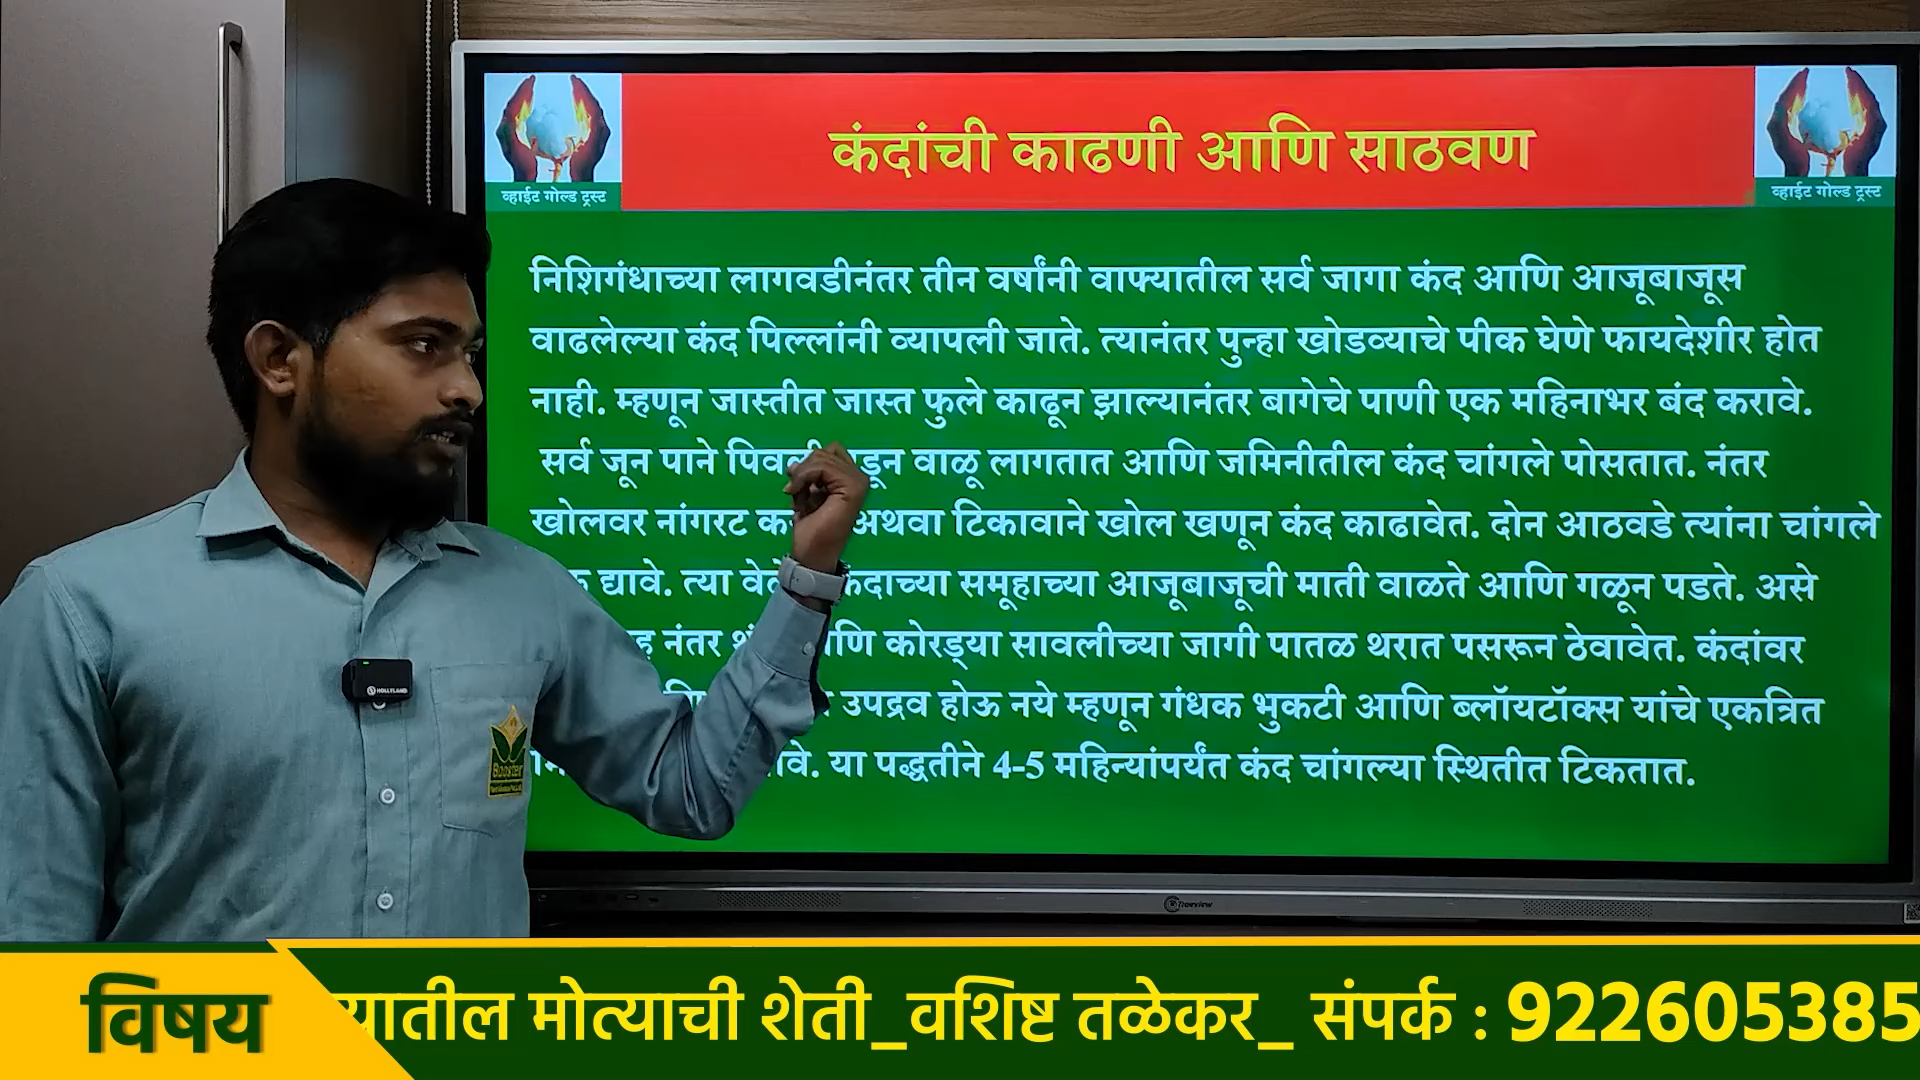 कंदांची काढणी आणि साठवण
व्हाईट गोल्ड ट्रस्ट
व्हाईट गोल्ड ट्रस्ट
निशिगंधाच्या लागवडीनंतर तीन वर्षांनी वाफ्यातील सर्व जागा कंद आणि आजूबाजूस
वाढलेल्या कंद पिल्लांनी व्यापली जाते. त्यानंतर पुन्हा खोडव्याचे पीक घेणे फायदेशीर होत
नाही. म्हणून जास्तीत जास्त फुले काढून झाल्यानंतर बागेचे पाणी एक महिनाभर बंद करावे.
सर्व जून पाने वाळू लागतात आणि जमिनीतील कंद चांगले पोसतात. नंतर
खोलवर नांगरट अथवा टिकावाने खोल खणून कंद काढावेत. दोन आठवडे त्यांना चांगले
द्यावे. त्या समूहाच्या आजूबाजूची माती वाळते आणि गळून पडते. असे
नंतर कोरड्या सावलीच्या जागी पातळ थरात पसरून ठेवावेत. कंदांवर
उपद्रव होऊ नये म्हणून गंधक भुकटी आणि ब्लॉयटॉक्स यांचे एकत्रित
या पद्धतीने 4-5 महिन्यांपर्यंत कंद चांगल्या स्थितीत टिकतात.
HOLLYLAND
Booster
Trueview
विषय
यातील मोत्याची शेती_वशिष्ट तळेकर_ संपर्क : 922605385